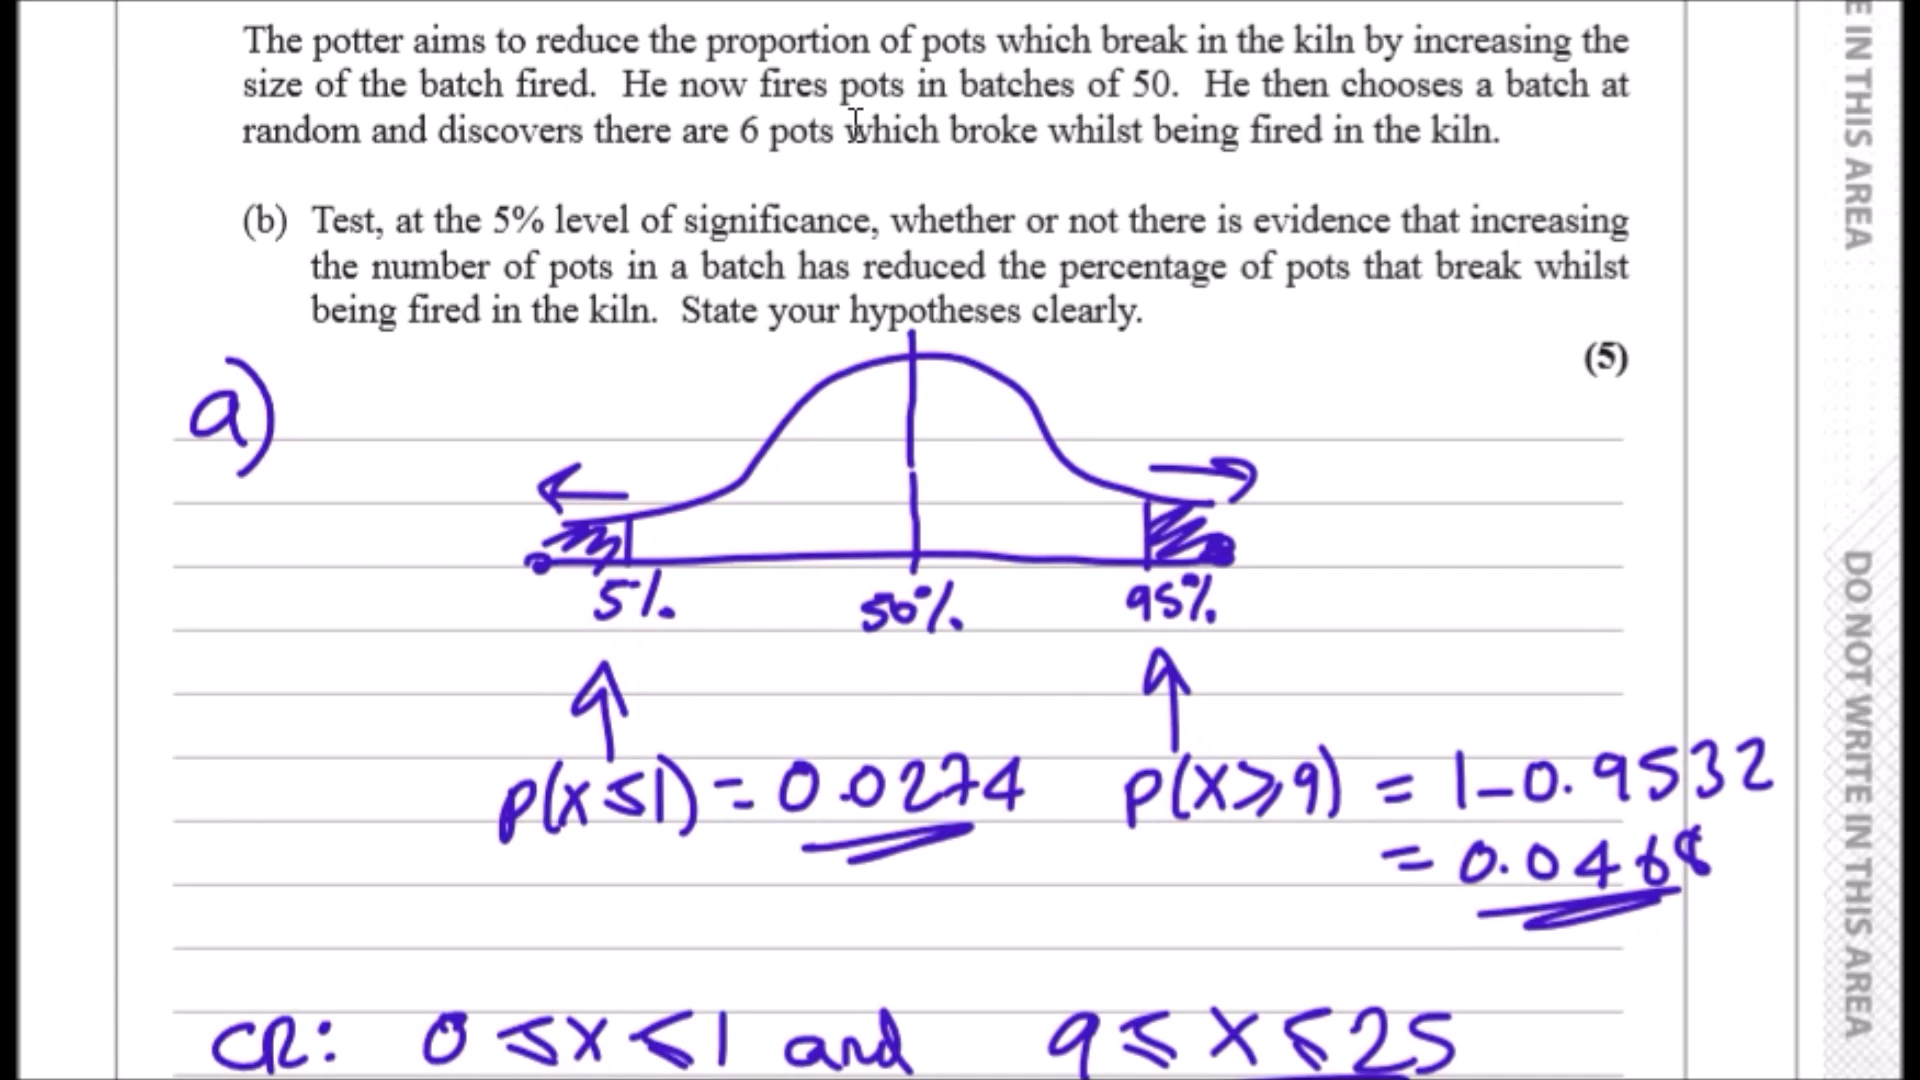 The potter aims to reduce the proportion of pots which break in the kiln by increasing the
size of the batch fired. He now fires pots in batches of 50. He then chooses a batch at
random and discovers there are 6 pots which broke whilst being fired in the kiln.
(b) Test, at the 5% level of significance, whether or not there is evidence that increasing
the number of pots in a batch has reduced the percentage of pots that break whilst
being fired in the kiln. State your hypotheses clearly.
(5)
a)
5% 50% 95%
P(X≤1) = 0.0274 P(X≥9) = 1-0.9532
= 0.0468
CR: 0≤X≤1 and 9≤X≤25
E IN THIS AREA
DO NOT WRITE IN THIS AREA